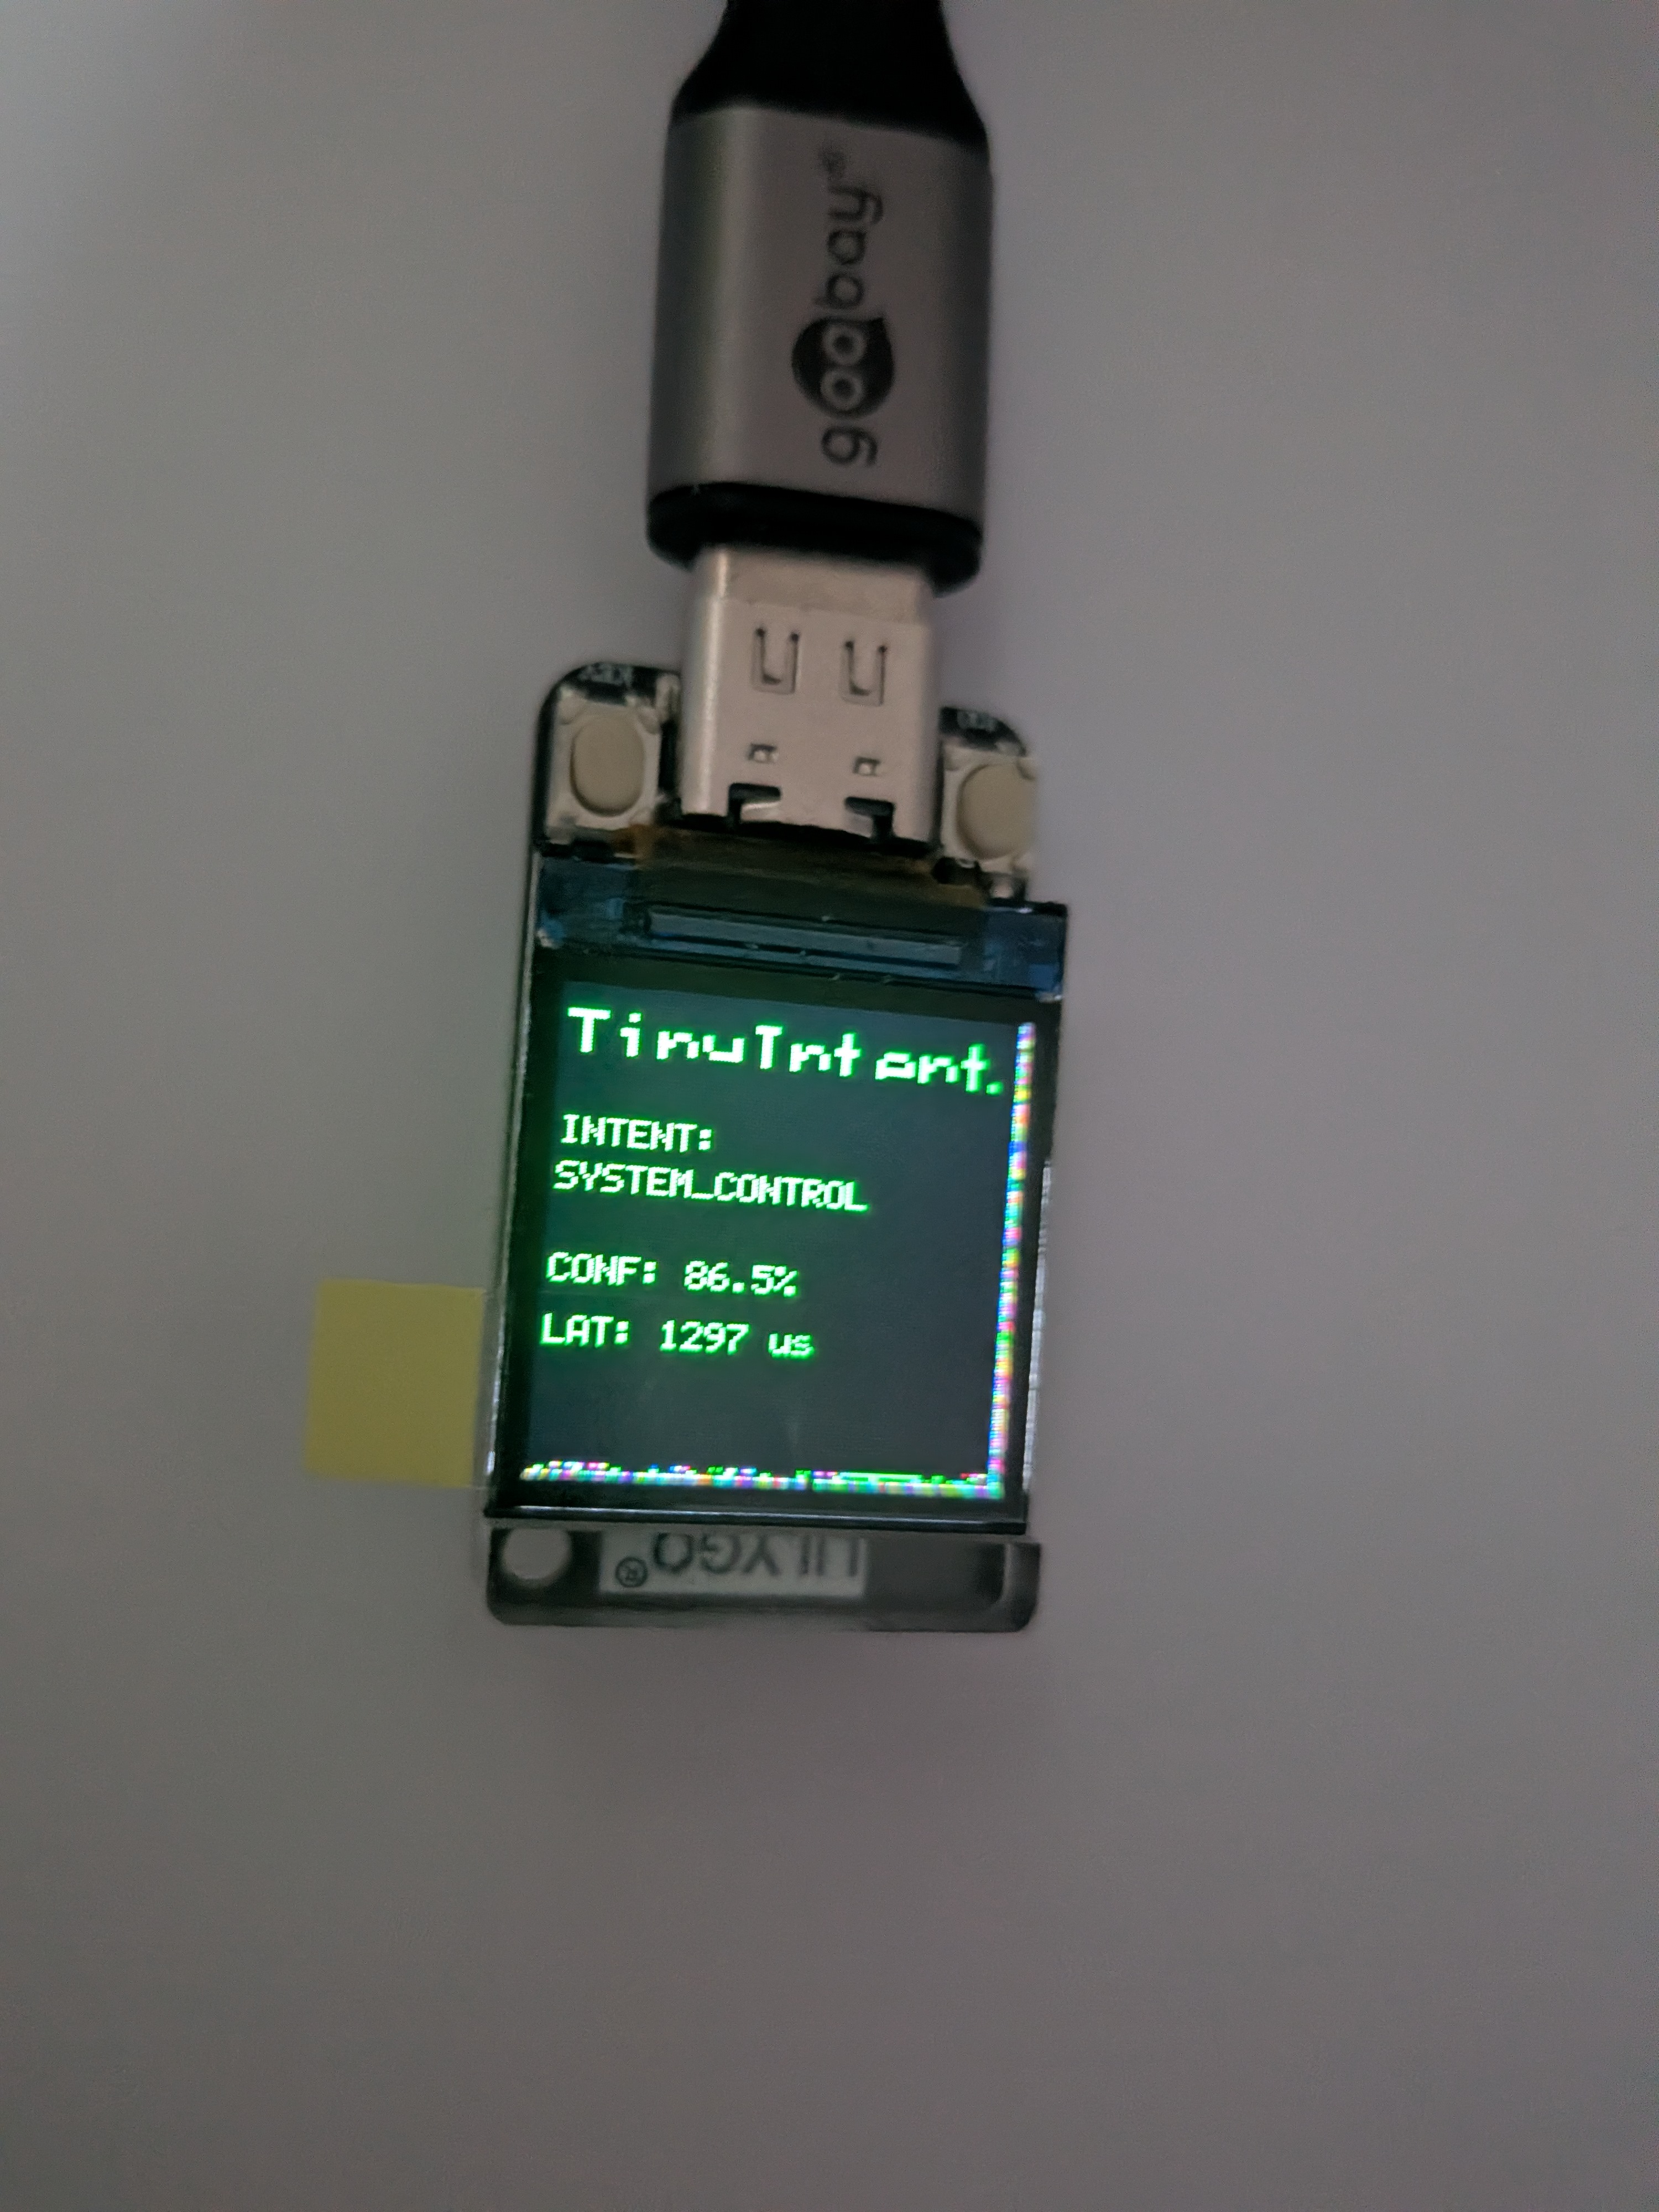 goobay®
TinyIntent.
INTENT:
SYSTEM_CONTROL
CONF: 86.5%
LAT: 1297 us
LILYGO®